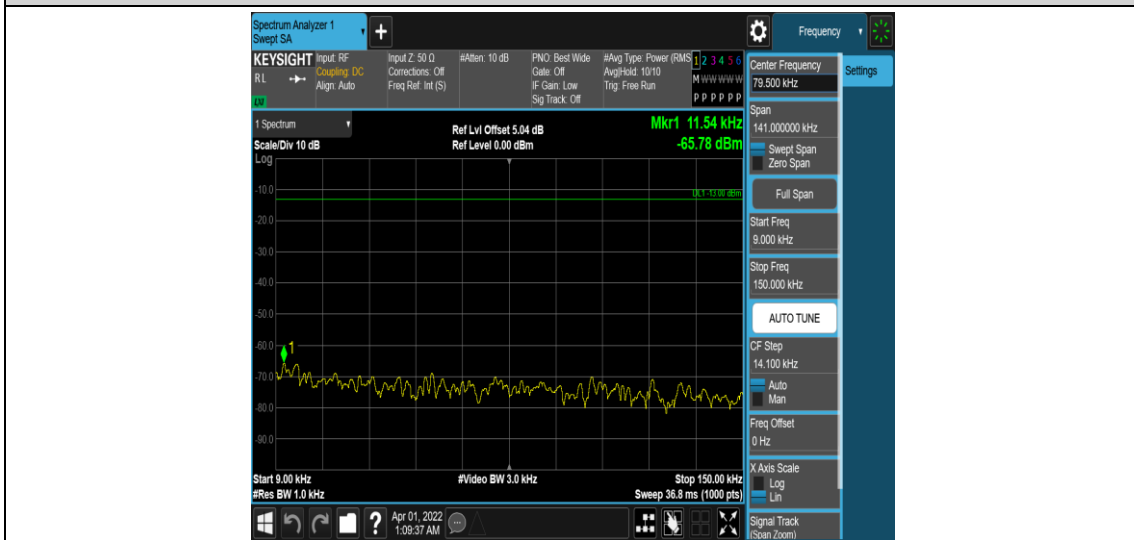 Spectrum Analyzer 1
Swept SA
+
Frequency
KEYSIGHT
RL
LXI
Input: RF
Coupling: DC
Align: Auto
Input Z: 50 Ω
Corrections: Off
Freq Ref: Int (S)
#Atten: 10 dB
PNO: Best Wide
Gate: Off
IF Gain: Low
Sig Track: Off
#Avg Type: Power (RMS
Avg|Hold: 10/10
Trig: Free Run
1 2 3 4 5 6
M W W W W W
P P P P P P
1 Spectrum
Scale/Div 10 dB
Ref Lvl Offset 5.04 dB
Ref Level 0.00 dBm
Mkr1 11.54 kHz
-65.78 dBm
Log
DL1 -13.00 dBm
-10.0
-20.0
-30.0
-40.0
-50.0
-60.0
-70.0
-80.0
-90.0
1
Start 9.00 kHz
#Res BW 1.0 kHz
#Video BW 3.0 kHz
Stop 150.00 kHz
Sweep 36.8 ms (1000 pts)
Center Frequency
79.500 kHz
Settings
Span
141.000000 kHz
Swept Span
Zero Span
Full Span
Start Freq
9.000 kHz
Stop Freq
150.000 kHz
AUTO TUNE
CF Step
14.100 kHz
Auto
Man
Freq Offset
0 Hz
X Axis Scale
Log
Lin
Signal Track
(Span Zoom)
?
Apr 01, 2022
1:09:37 AM